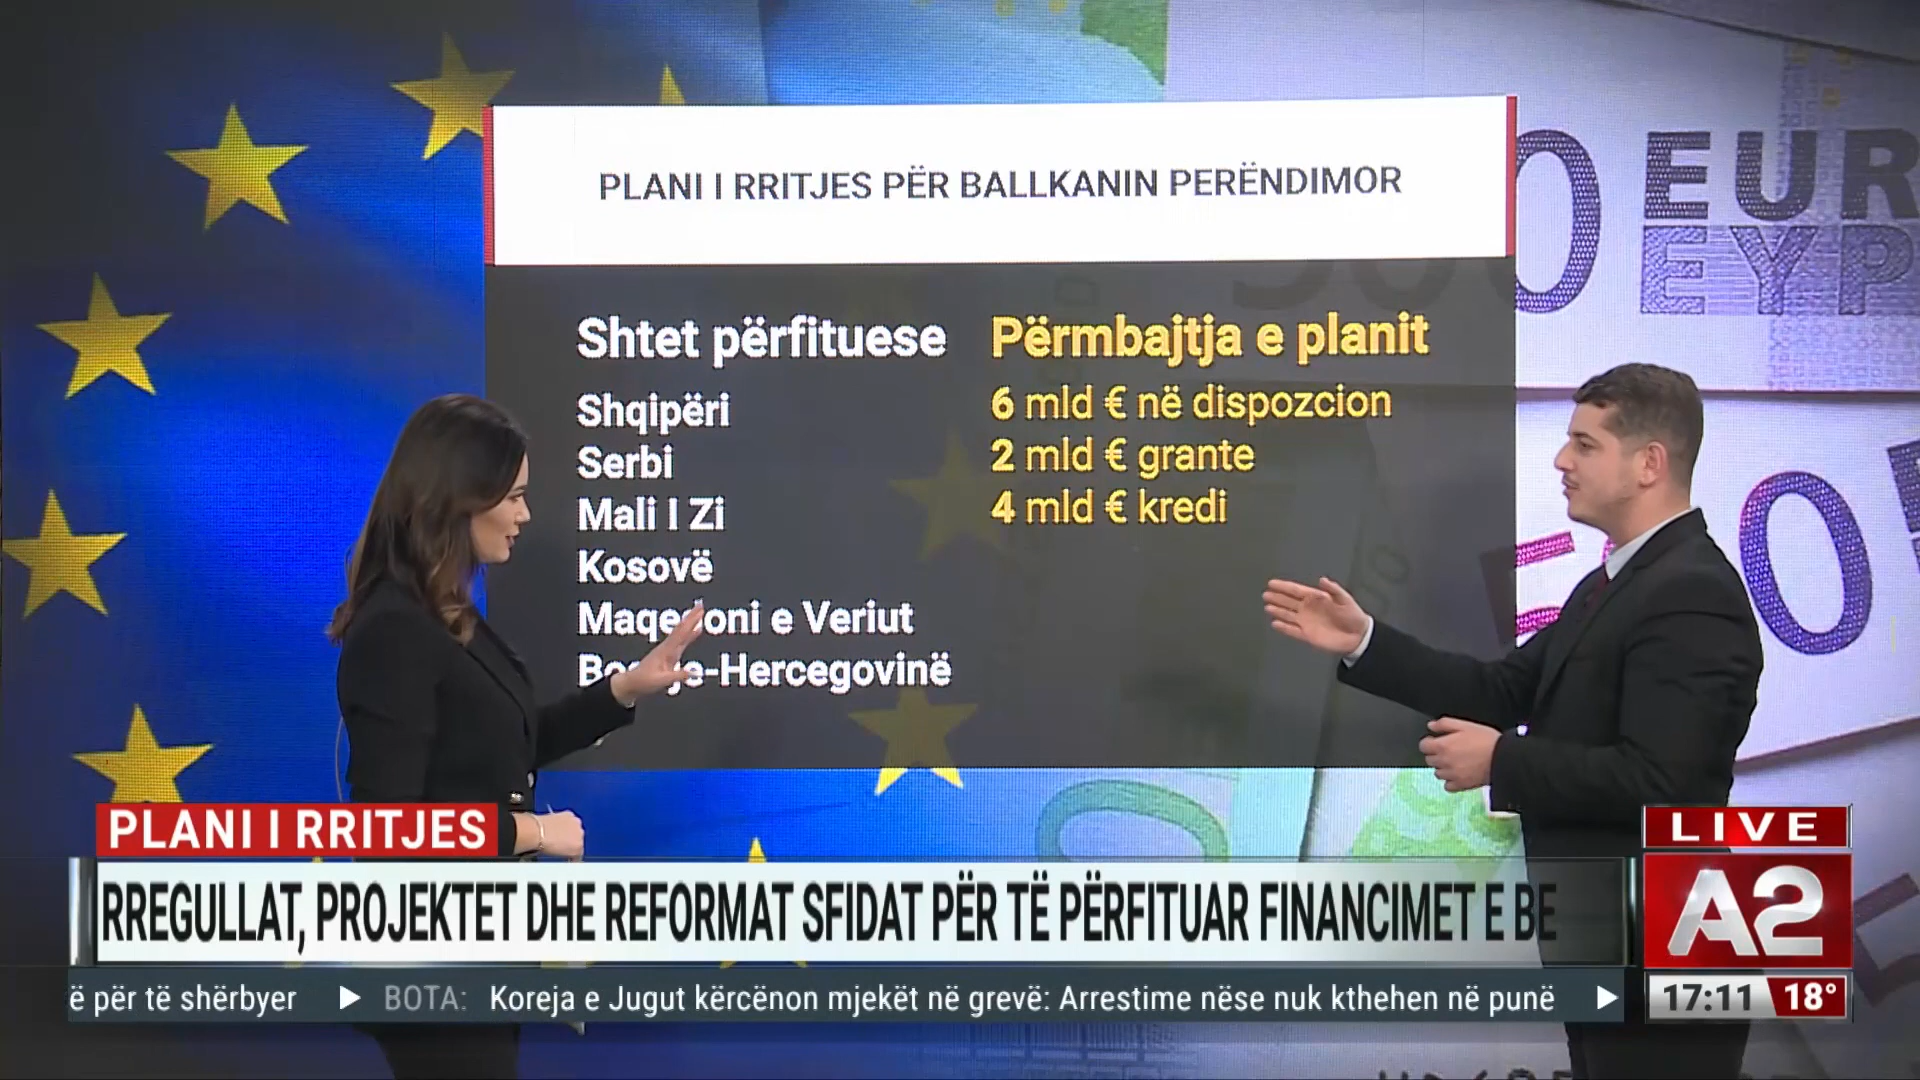 PLANI I RRITJES PËR BALLKANIN PERËNDIMOR
Shtet përfituese
Shqipëri
Serbi
Mali I Zi
Kosovë
Maqedoni e Veriut
-Hercegovinë
Përmbajtja e planit
6 mld € në dispozcion
2 mld € grante
4 mld € kredi
EUR
EYP
PLANI I RRITJES
RREGULLAT, PROJEKTET DHE REFORMAT SFIDAT PËR TË PËRFITUAR FINANCIMET E BE
ë për të shërbyer ▶ BOTA: Koreja e Jugut kërcënon mjekët në grevë: Arrestime nëse nuk kthehen në punë ▶
LIVE
A2
17:11 18°